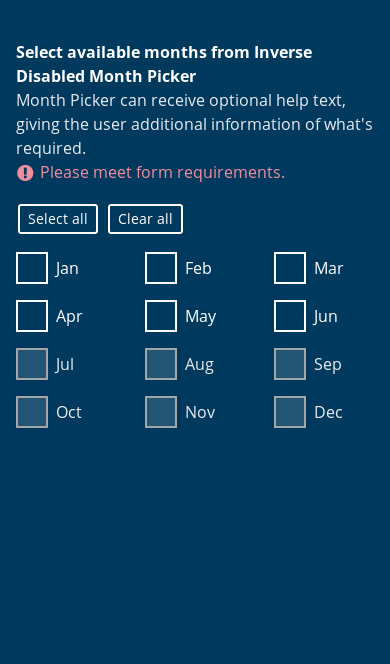 Select available months from Inverse
Disabled Month Picker
Month Picker can receive optional help text,
giving the user additional information of what's
required.
Please meet form requirements.
Select all Clear all
Jan Feb Mar
Apr May Jun
Jul Aug Sep
Oct Nov Dec